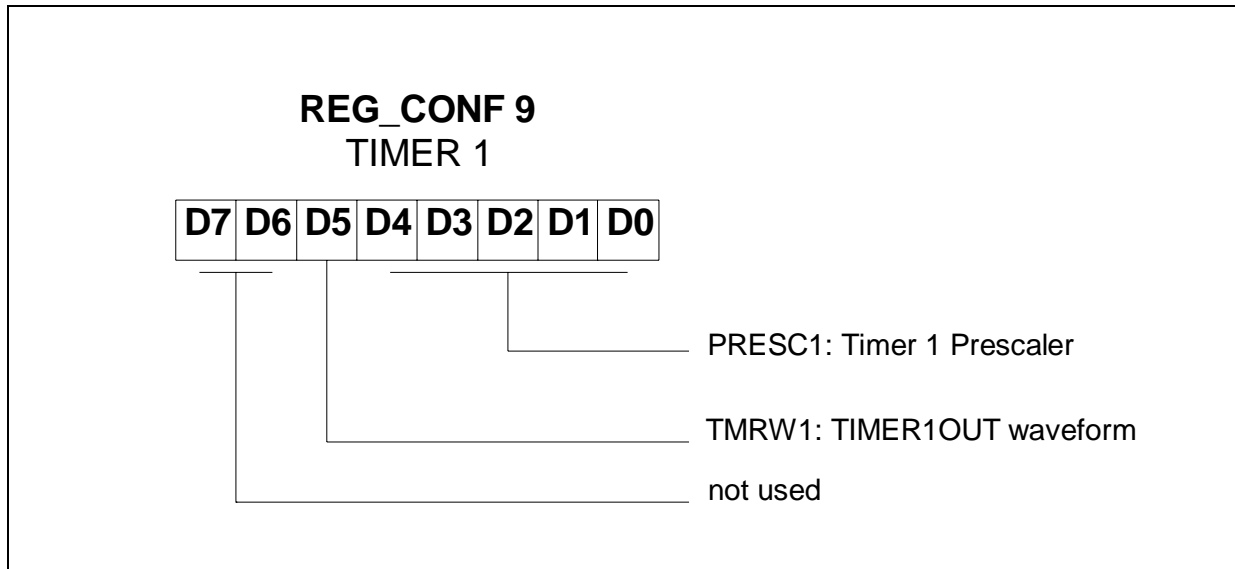 REG_CONF 9
TIMER 1
D7 D6 D5 D4 D3 D2 D1 D0
PRESC1: Timer 1 Prescaler
TMRW1: TIMER1OUT waveform
not used